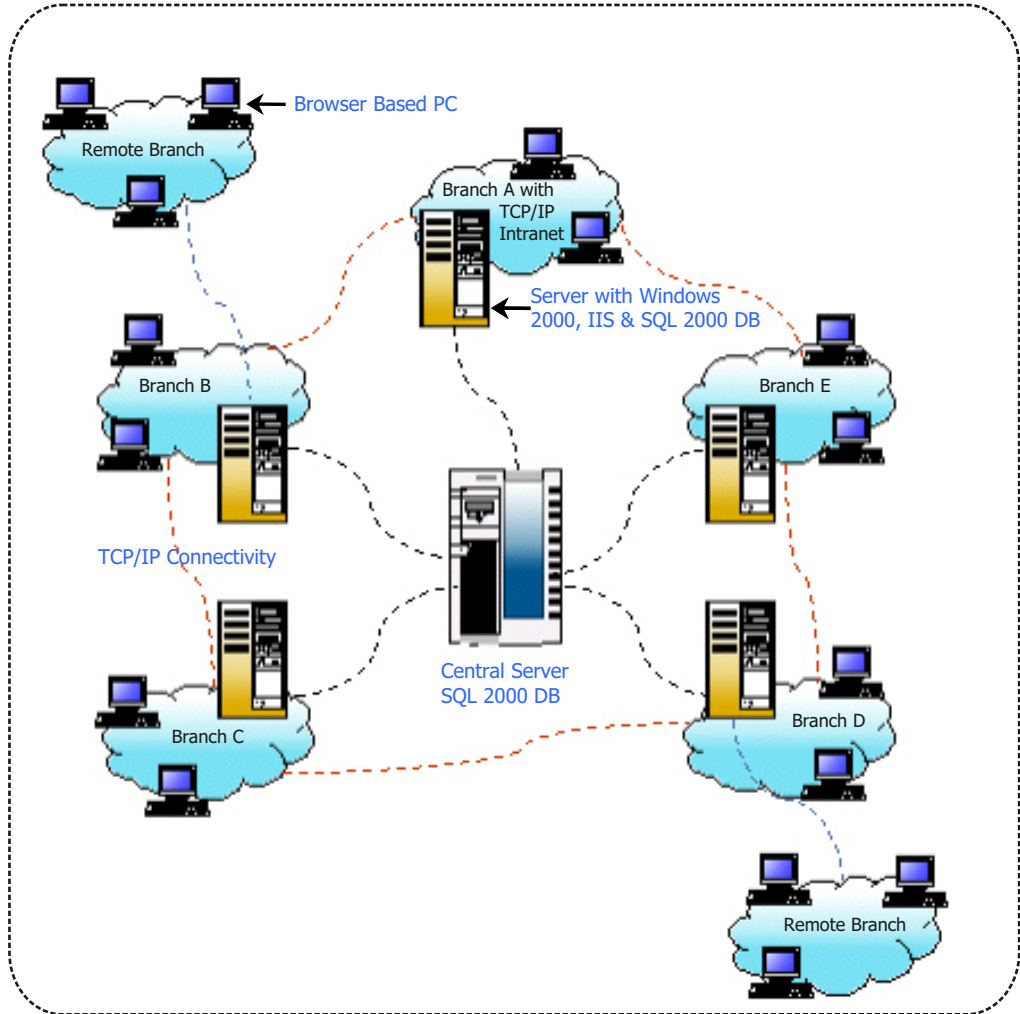 Browser Based PC
Remote Branch
Branch A with
TCP/IP
Intranet
Server with Windows
2000, IIS & SQL 2000 DB
Branch B
Branch E
TCP/IP Connectivity
Central Server
SQL 2000 DB
Branch C
Branch D
Remote Branch